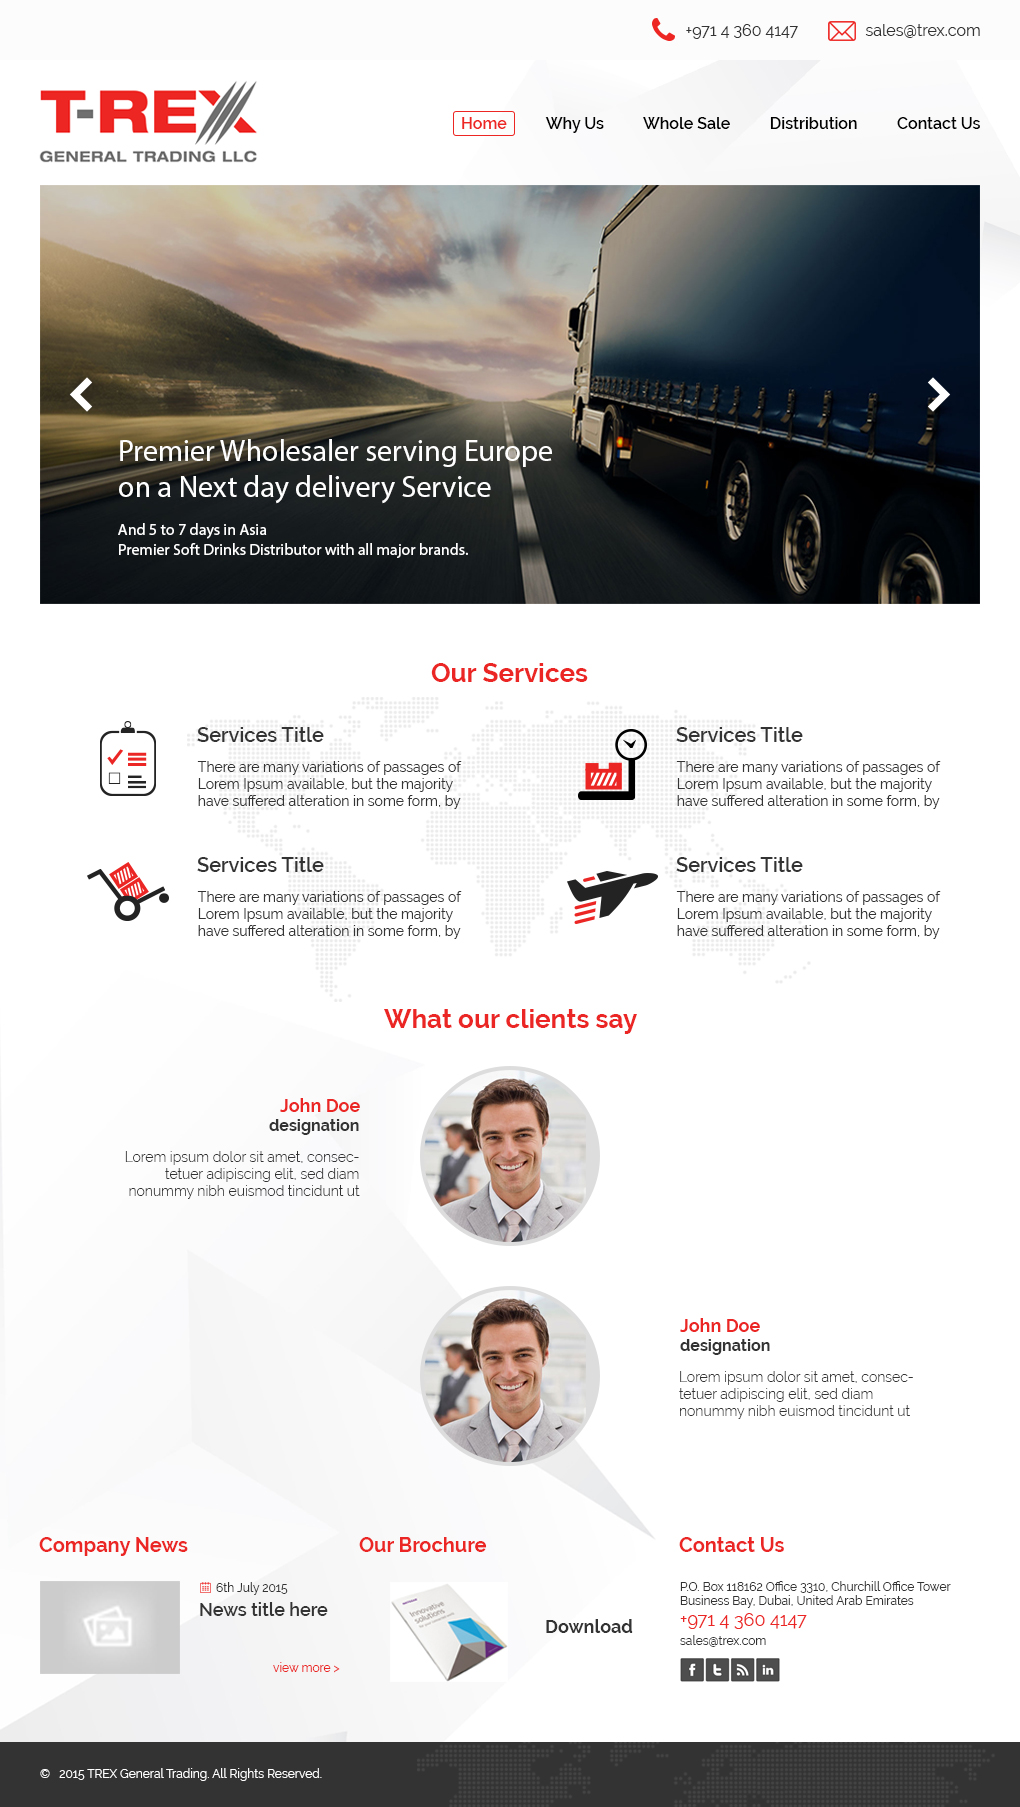 +971 4 360 4147
sales@trex.com
T-REX
GENERAL TRADING LLC
Home
Why Us
Whole Sale
Distribution
Contact Us
Premier Wholesaler serving Europe
on a Next day delivery Service
And 5 to 7 days in Asia
Premier Soft Drinks Distributor with all major brands.
Our Services
Services Title
There are many variations of passages of
Lorem Ipsum available, but the majority
have suffered alteration in some form, by
Services Title
There are many variations of passages of
Lorem Ipsum available, but the majority
have suffered alteration in some form, by
Services Title
There are many variations of passages of
Lorem Ipsum available, but the majority
have suffered alteration in some form, by
Services Title
There are many variations of passages of
Lorem Ipsum available, but the majority
have suffered alteration in some form, by
What our clients say
John Doe
designation
Lorem ipsum dolor sit amet, consec-
tetuer adipiscing elit, sed diam
nonummy nibh euismod tincidunt ut
John Doe
designation
Lorem ipsum dolor sit amet, consec-
tetuer adipiscing elit, sed diam
nonummy nibh euismod tincidunt ut
Company News
6th July 2015
News title here
view more >
Our Brochure
Innovative
solutions
Download
Contact Us
P.O. Box 118162 Office 3310, Churchill Office Tower
Business Bay, Dubai, United Arab Emirates
+971 4 360 4147
sales@trex.com
© 2015 TREX General Trading. All Rights Reserved.